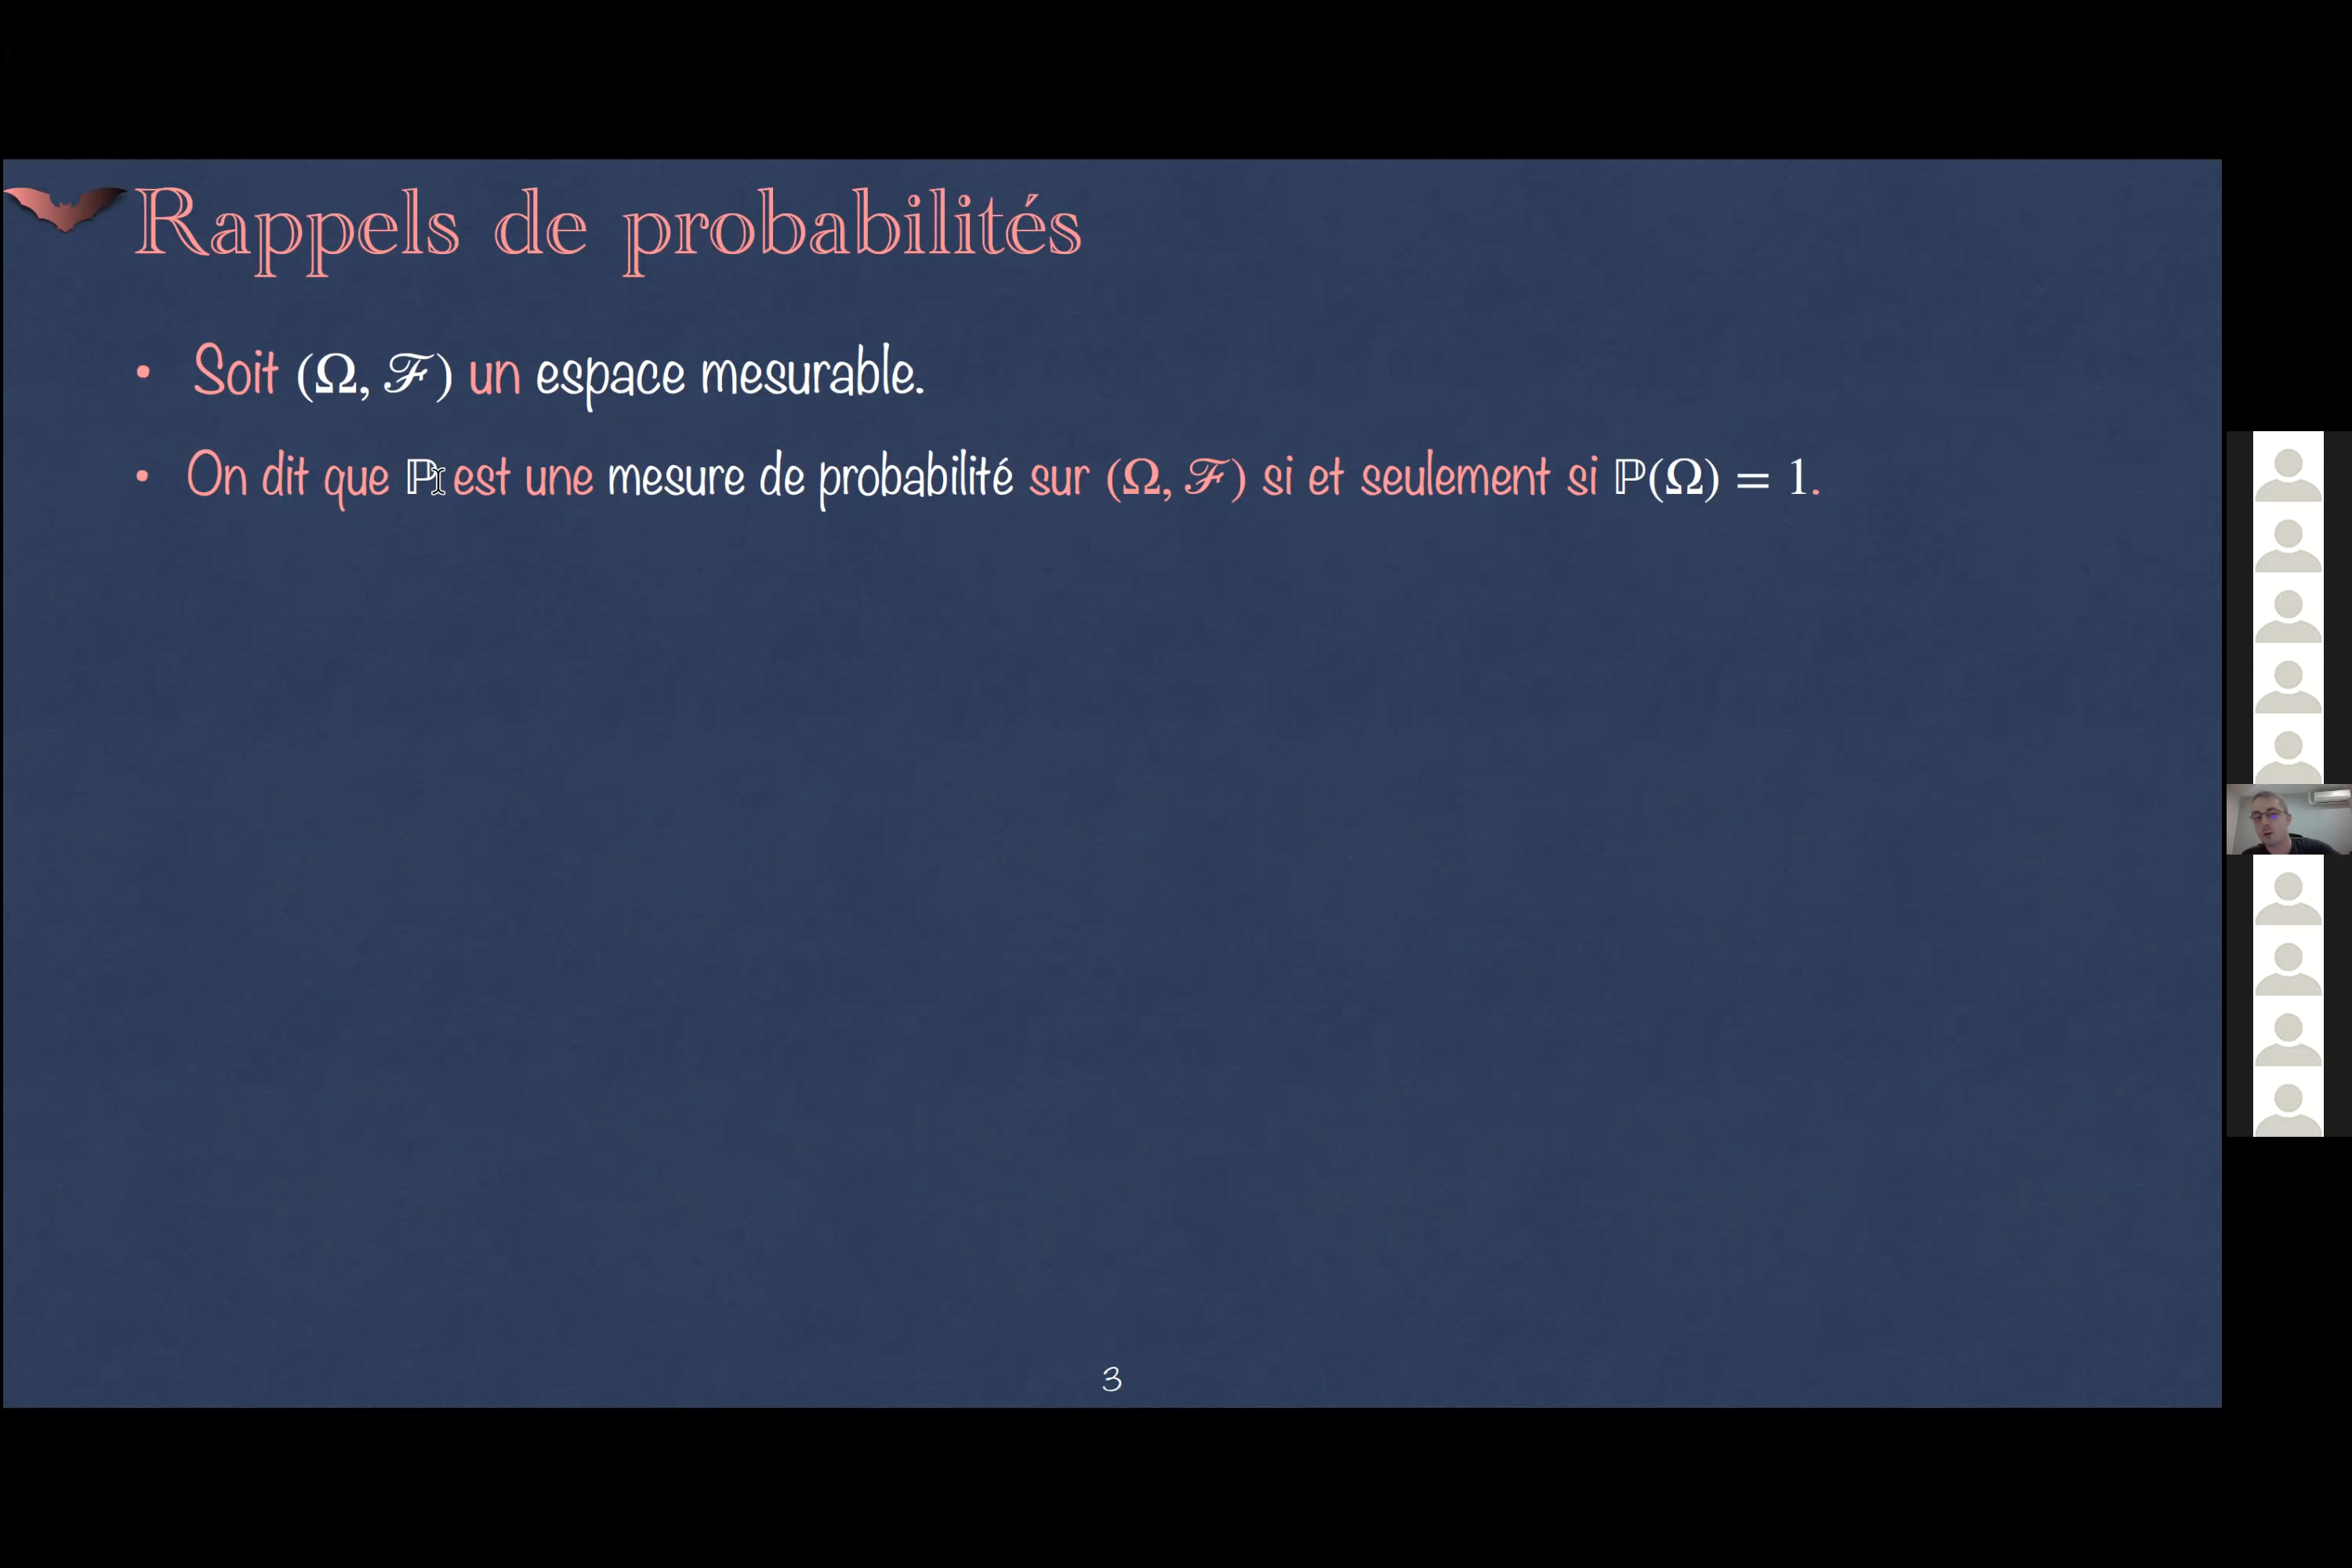 Rappels de probabilités
• Soit (Ω, ℱ) un espace mesurable.
• On dit que ℙ est une mesure de probabilité sur (Ω, ℱ) si et seulement si ℙ(Ω) = 1.
3